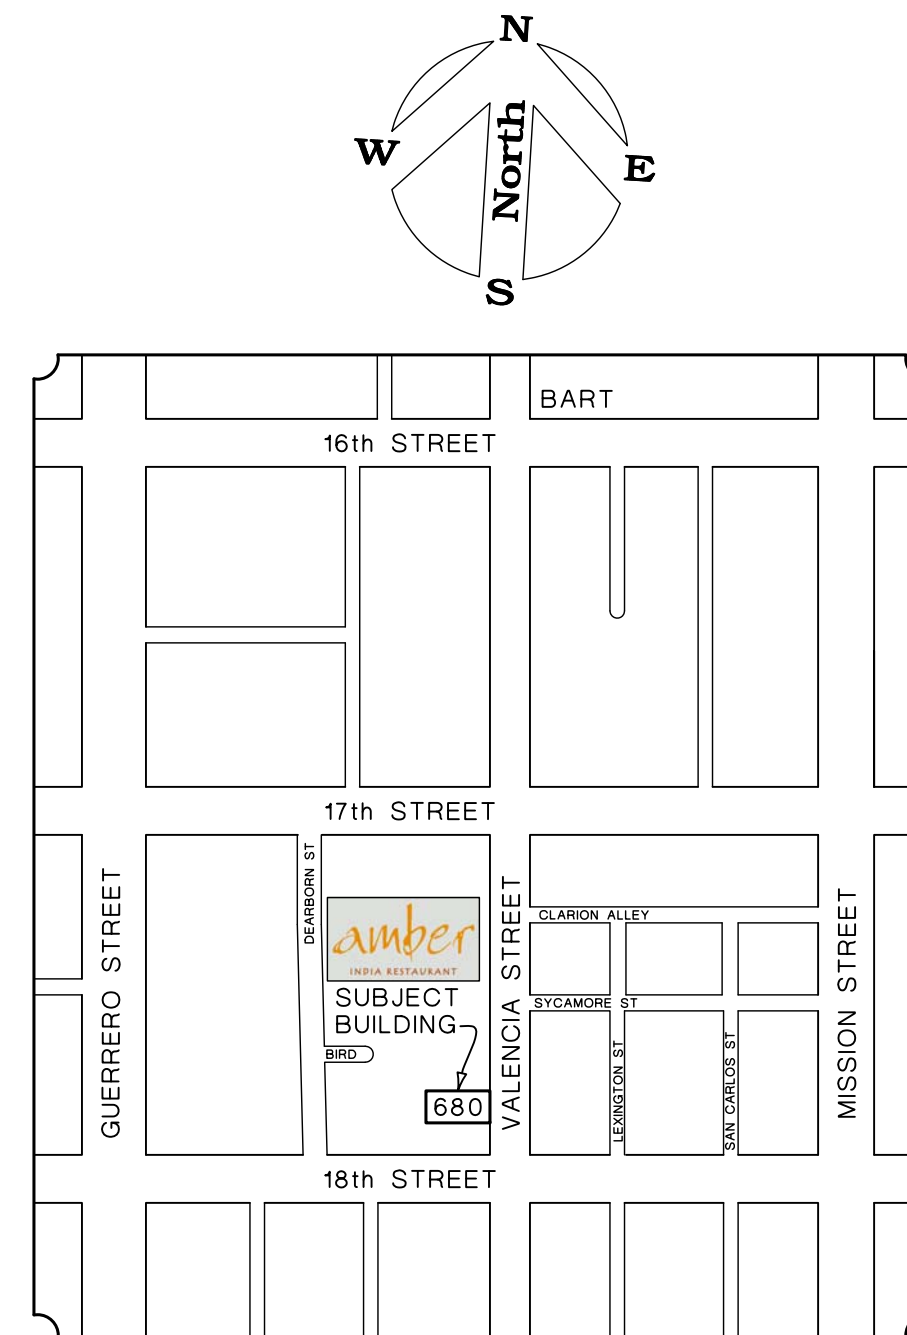 N
W
North
E
S
BART
16th STREET
17th STREET
DEARBORN ST
GUERRERO STREET
amber
INDIA RESTAURANT
SUBJECT
BUILDING
BIRD
680
VALENCIA STREET
CLARION ALLEY
SYCAMORE ST
LEXINGTON ST
SAN CARLOS ST
MISSION STREET
18th STREET